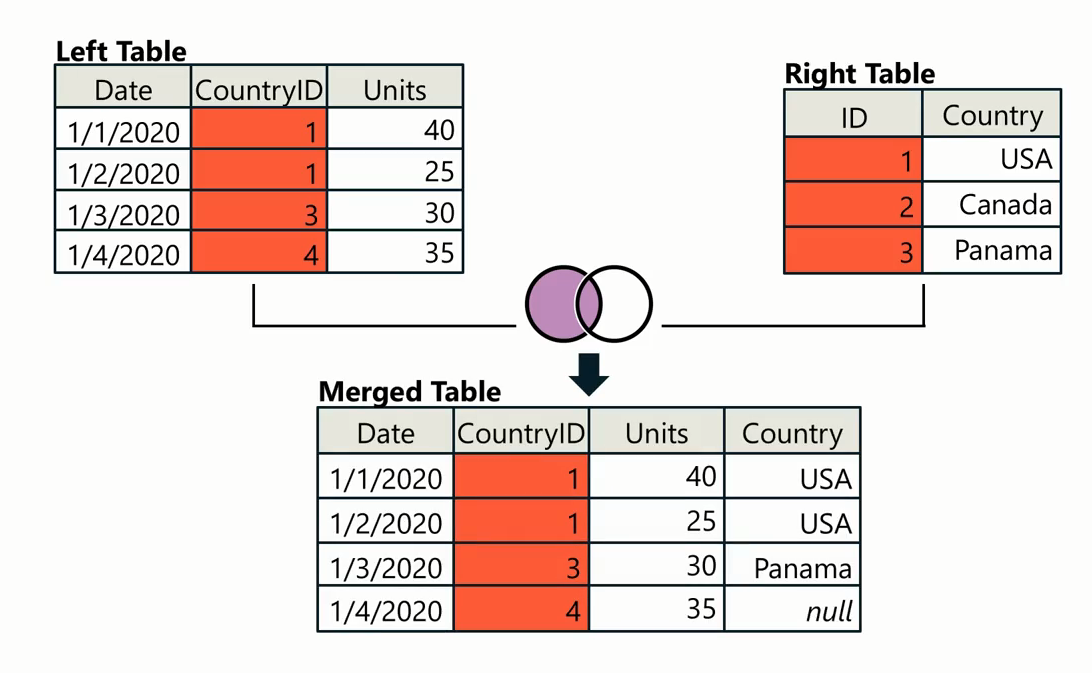 Left Table
Date CountryID Units
1/1/2020 1 40
1/2/2020 1 25
1/3/2020 3 30
1/4/2020 4 35
Right Table
ID Country
1 USA
2 Canada
3 Panama
Merged Table
Date CountryID Units Country
1/1/2020 1 40 USA
1/2/2020 1 25 USA
1/3/2020 3 30 Panama
1/4/2020 4 35 null